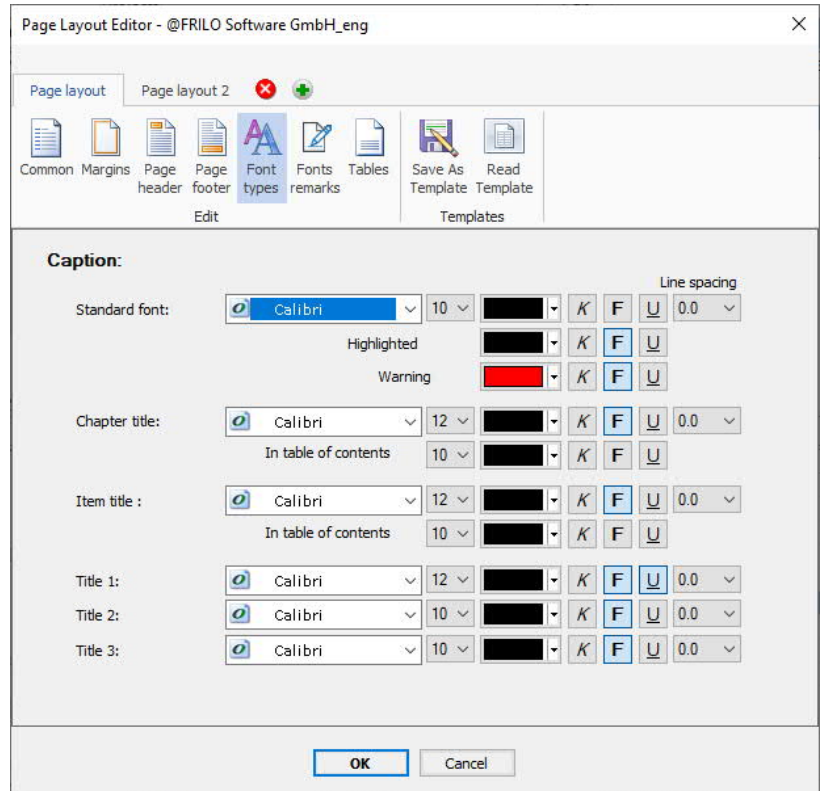 Page Layout Editor - @FRILO Software GmbH_eng
Page layout Page layout 2
Common Margins Page header Page footer Font types Fonts remarks Tables Save As Template Read Template
Edit Templates
Caption:
Line spacing
Standard font: Calibri 10 K F U 0.0
Highlighted K F U
Warning K F U
Chapter title: Calibri 12 K F U 0.0
In table of contents 10 K F U
Item title : Calibri 12 K F U 0.0
In table of contents 10 K F U
Title 1: Calibri 12 K F U 0.0
Title 2: Calibri 10 K F U 0.0
Title 3: Calibri 10 K F U 0.0
OK Cancel